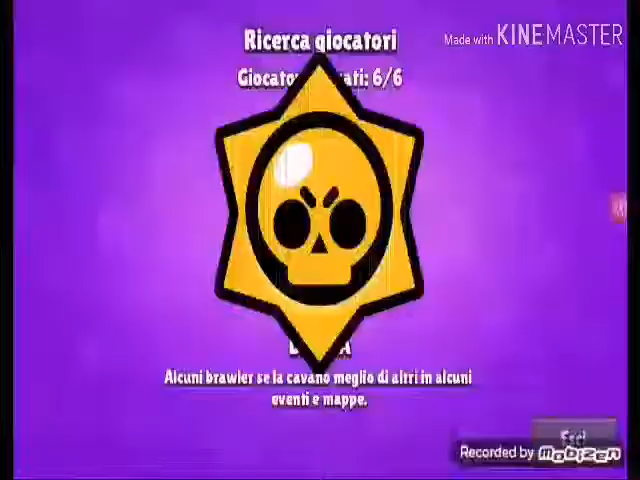 Ricerca giocatori
Made with KINEMASTER
6/6
Alcuni brawler se la cavano meglio di altri in alcuni
eventi e mappe.
Esci
Recorded by Mobizen